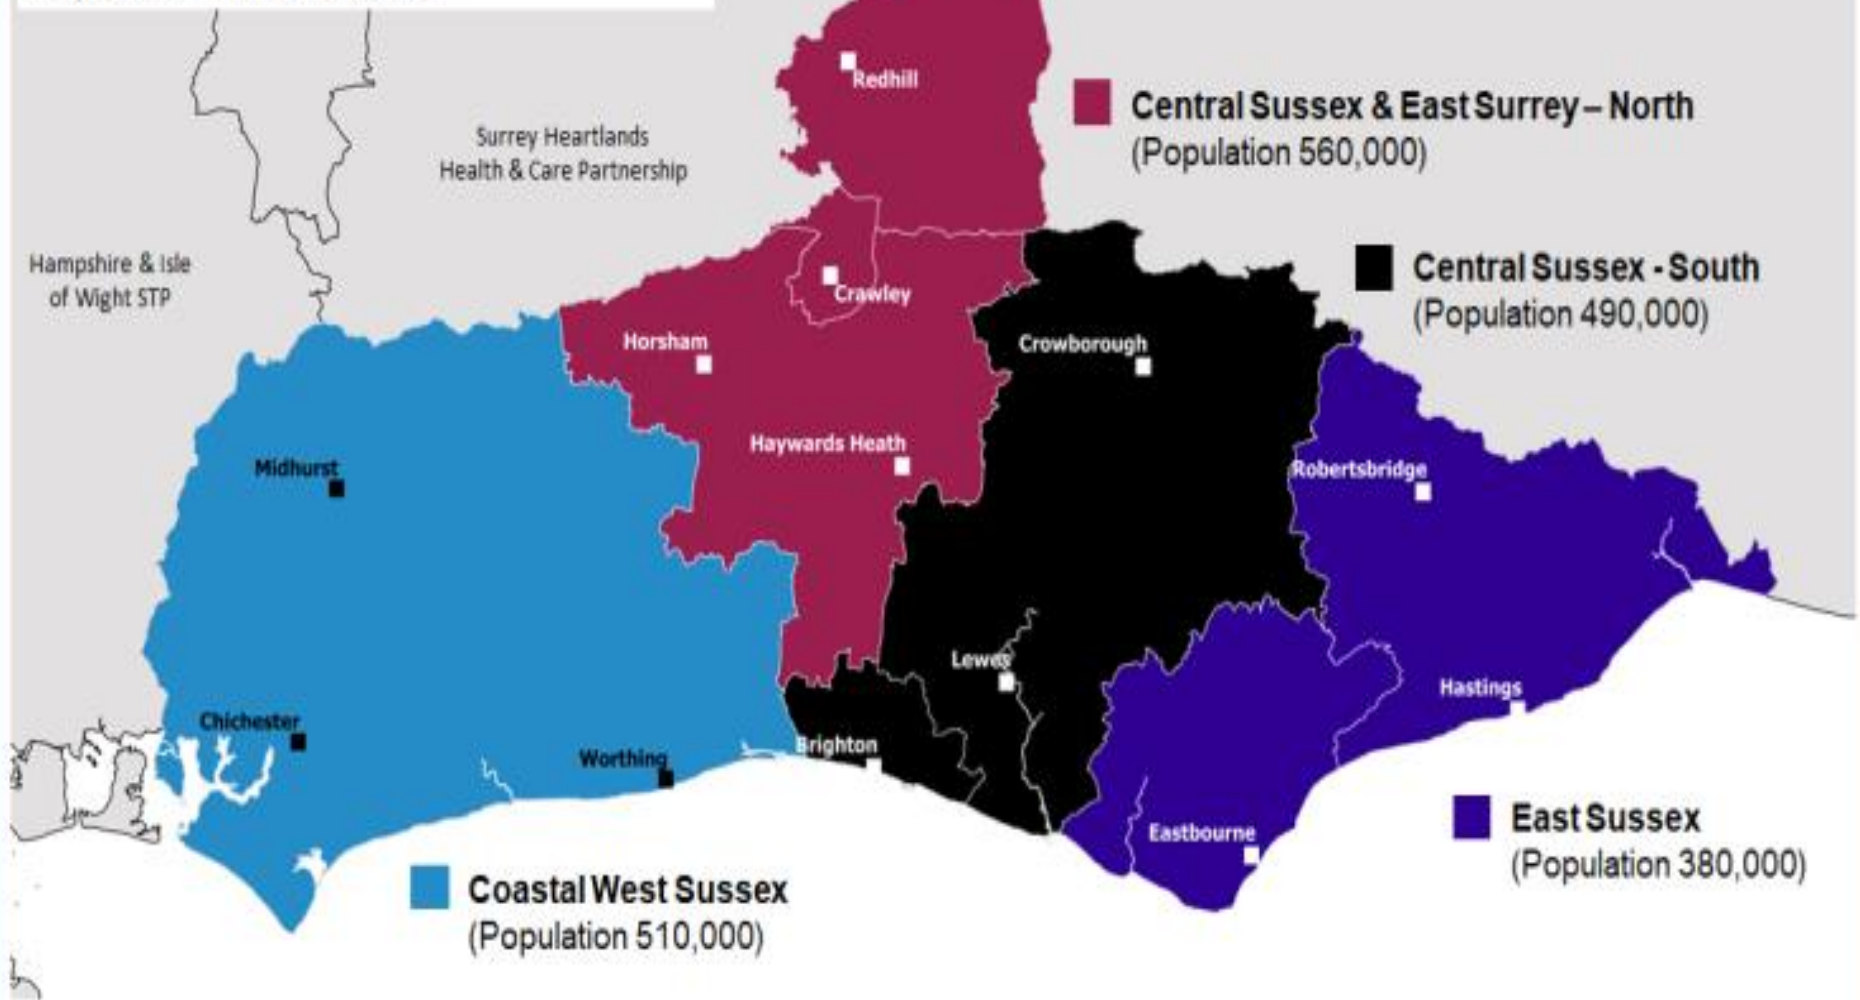 Redhill
Central Sussex & East Surrey – North
(Population 560,000)
Surrey Heartlands
Health & Care Partnership
Hampshire & Isle
of Wight STP
Central Sussex - South
(Population 490,000)
Crawley
Horsham
Crowborough
Haywards Heath
Midhurst
Robertsbridge
Lewes
Hastings
Chichester
Brighton
Worthing
Eastbourne
East Sussex
(Population 380,000)
Coastal West Sussex
(Population 510,000)